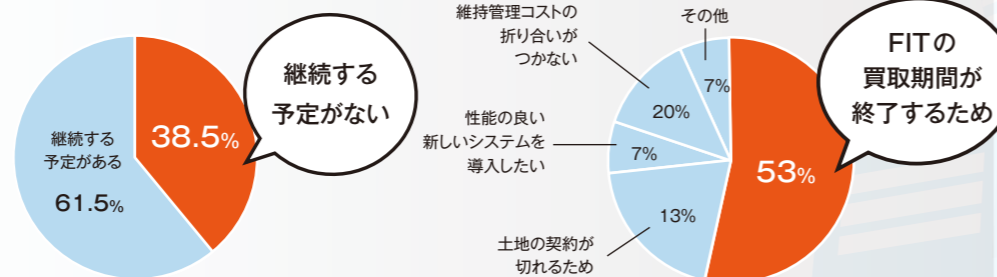 継続する
予定がある
61.5%
38.5%
継続する
予定がない
維持管理コストの
折り合いが
つかない
20%
その他
7%
性能の良い
新しいシステムを
導入したい
7%
土地の契約が
切れるため
13%
53%
FITの
買取期間が
終了するため